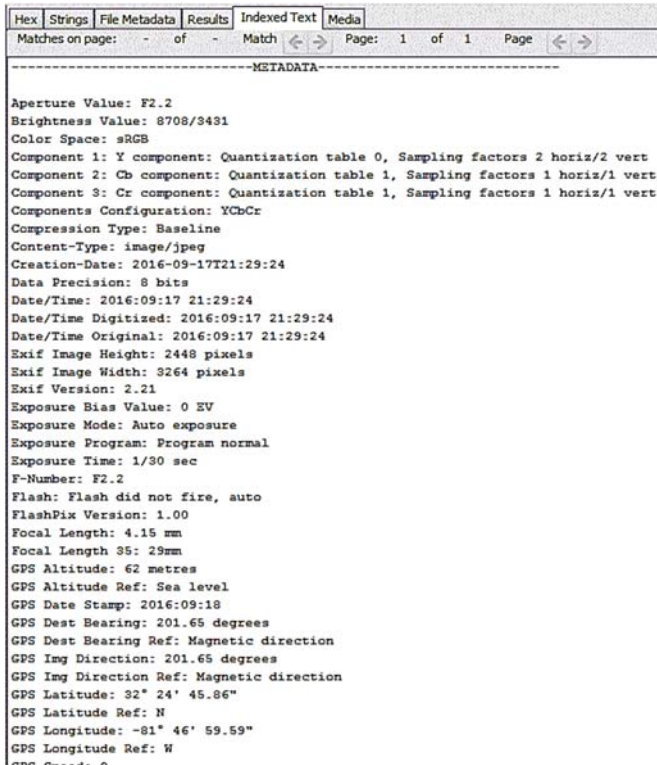 Hex Strings File Metadata Results Indexed Text Media
Matches on page: - of - Match Page: 1 of 1 Page
------------------------------METADATA------------------------------
Aperture Value: F2.2
Brightness Value: 8708/3431
Color Space: sRGB
Component 1: Y component: Quantization table 0, Sampling factors 2 horiz/2 vert
Component 2: Cb component: Quantization table 1, Sampling factors 1 horiz/1 vert
Component 3: Cr component: Quantization table 1, Sampling factors 1 horiz/1 vert
Components Configuration: YCbCr
Compression Type: Baseline
Content-Type: image/jpeg
Creation-Date: 2016-09-17T21:29:24
Data Precision: 8 bits
Date/Time: 2016:09:17 21:29:24
Date/Time Digitized: 2016:09:17 21:29:24
Date/Time Original: 2016:09:17 21:29:24
Exif Image Height: 2448 pixels
Exif Image Width: 3264 pixels
Exif Version: 2.21
Exposure Bias Value: 0 EV
Exposure Mode: Auto exposure
Exposure Program: Program normal
Exposure Time: 1/30 sec
F-Number: F2.2
Flash: Flash did not fire, auto
FlashPix Version: 1.00
Focal Length: 4.15 mm
Focal Length 35: 29mm
GPS Altitude: 62 metres
GPS Altitude Ref: Sea level
GPS Date Stamp: 2016:09:18
GPS Dest Bearing: 201.65 degrees
GPS Dest Bearing Ref: Magnetic direction
GPS Img Direction: 201.65 degrees
GPS Img Direction Ref: Magnetic direction
GPS Latitude: 32° 24' 45.86"
GPS Latitude Ref: N
GPS Longitude: -81° 46' 59.59"
GPS Longitude Ref: W